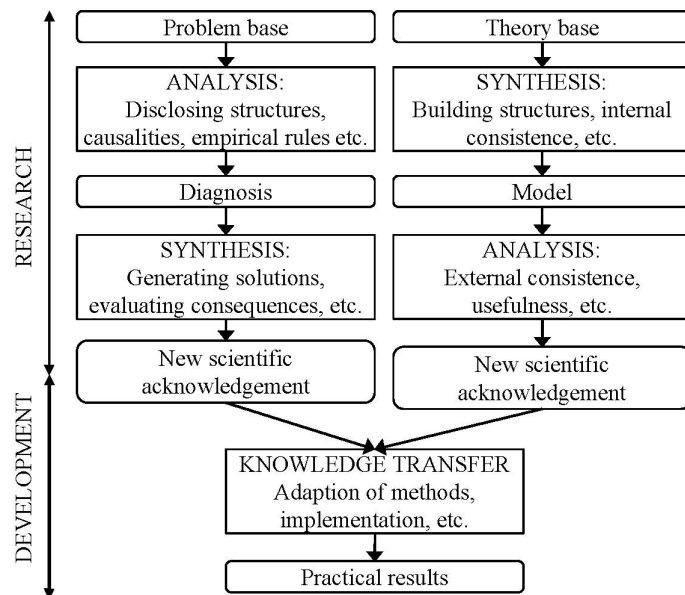 RESEARCH
DEVELOPMENT
Problem base
ANALYSIS:
Disclosing structures,
causalities, empirical rules etc.
Diagnosis
SYNTHESIS:
Generating solutions,
evaluating consequences, etc.
New scientific
acknowledgement
Theory base
SYNTHESIS:
Building structures, internal
consistence, etc.
Model
ANALYSIS:
External consistence,
usefulness, etc.
New scientific
acknowledgement
KNOWLEDGE TRANSFER
Adaption of methods,
implementation, etc.
Practical results